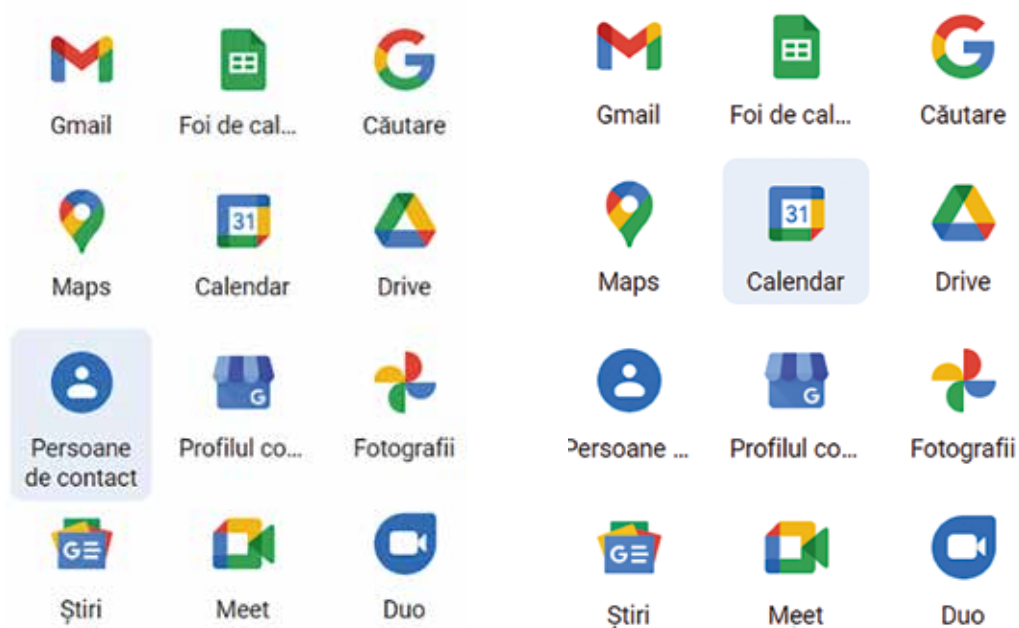 Gmail
Foi de cal...
Căutare
31
Maps
Calendar
Drive
Persoane
de contact
G
Profilul co...
Fotografii
G
Știri
Meet
Duo
Gmail
Foi de cal...
Căutare
31
Maps
Calendar
Drive
Persoane ...
G
Profilul co...
Fotografii
G
Știri
Meet
Duo